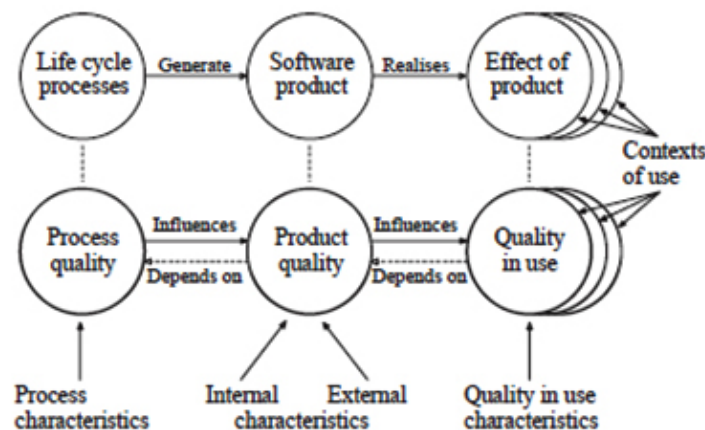 Life cycle
processes
Generate
Software
product
Realises
Effect of
product
Contexts
of use
Process
quality
Influences
Depends on
Product
quality
Influences
Depends on
Quality
in use
Process
characteristics
Internal External
characteristics
Quality in use
characteristics